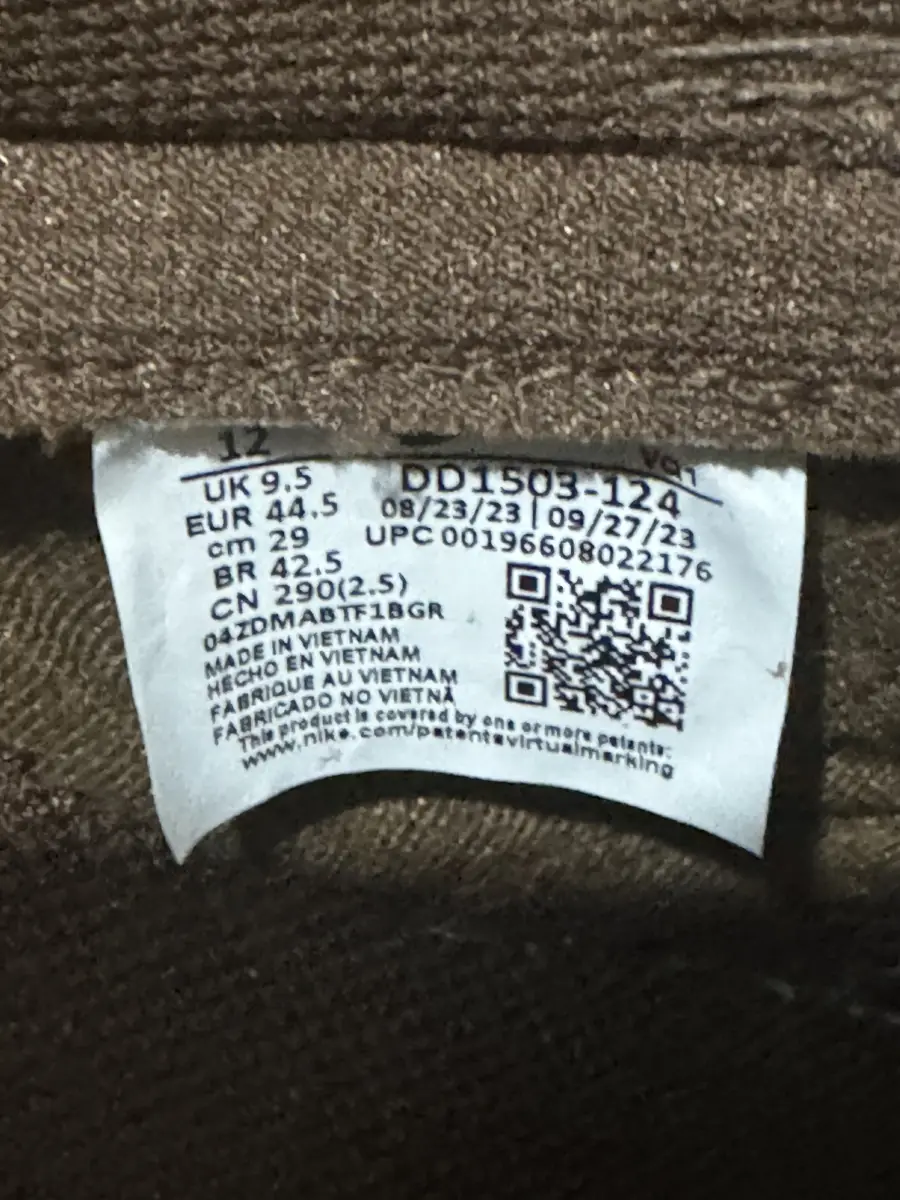 12
UK 9.5
EUR 44.5
cm 29
BR 42.5
CN 290(2.5)
04ZDMABTF1BGR
MADE IN VIETNAM
HECHO EN VIETNAM
FABRIQUE AU VIETNAM
FABRICADO NO VIETNÃ
DD1503-124
08/23/23 | 09/27/23
UPC 00196608022176
This product is covered by one or more patents:
www.nike.com/patentsvirtualmarking